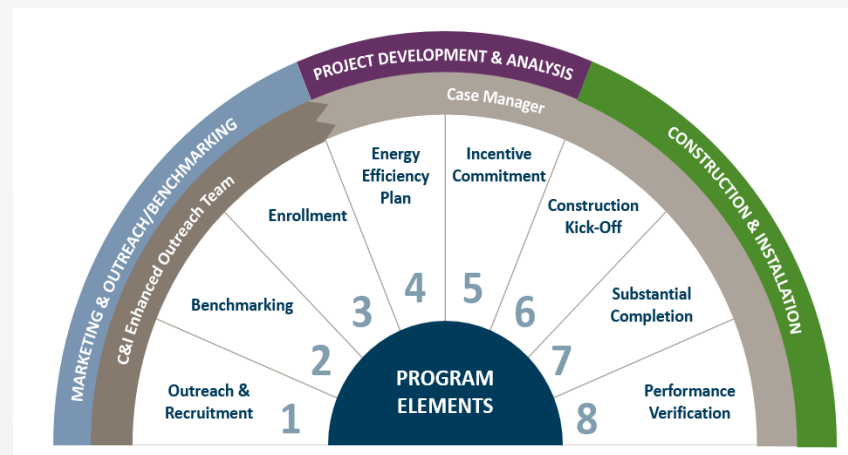 MARKETING & OUTREACH/BENCHMARKING
PROJECT DEVELOPMENT & ANALYSIS
CONSTRUCTION & INSTALLATION
C&I Enhanced Outreach Team
Case Manager
Outreach &
Recruitment
1
Benchmarking
2
Enrollment
3
Energy
Efficiency
Plan
4
Incentive
Commitment
5
Construction
Kick-Off
6
Substantial
Completion
7
Performance
Verification
8
PROGRAM
ELEMENTS